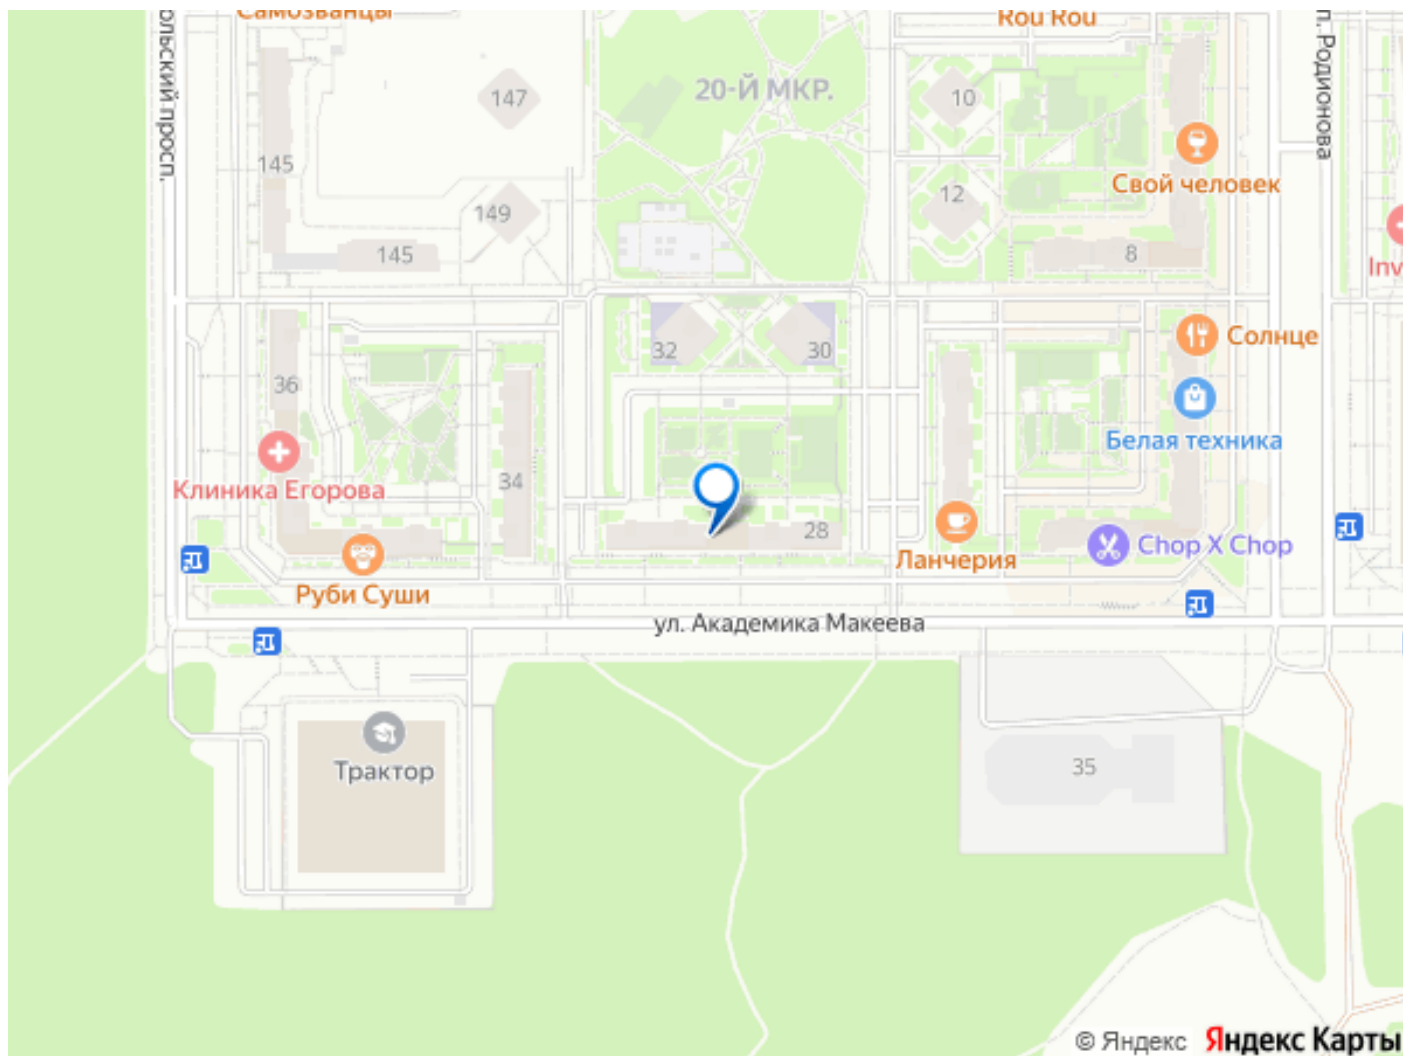 Самозванцы
Rou Rou
ольский просп.
п. Родионова
147
20-Й МКР.
10
Свой человек
145
12
149
145
8
Inv
32
30
Солнце
36
Белая техника
34
Клиника Егорова
28
Ланчерия
Chop X Chop
Руби Суши
ул. Академика Макеева
Трактор
35
© Яндекс Яндекс Карты